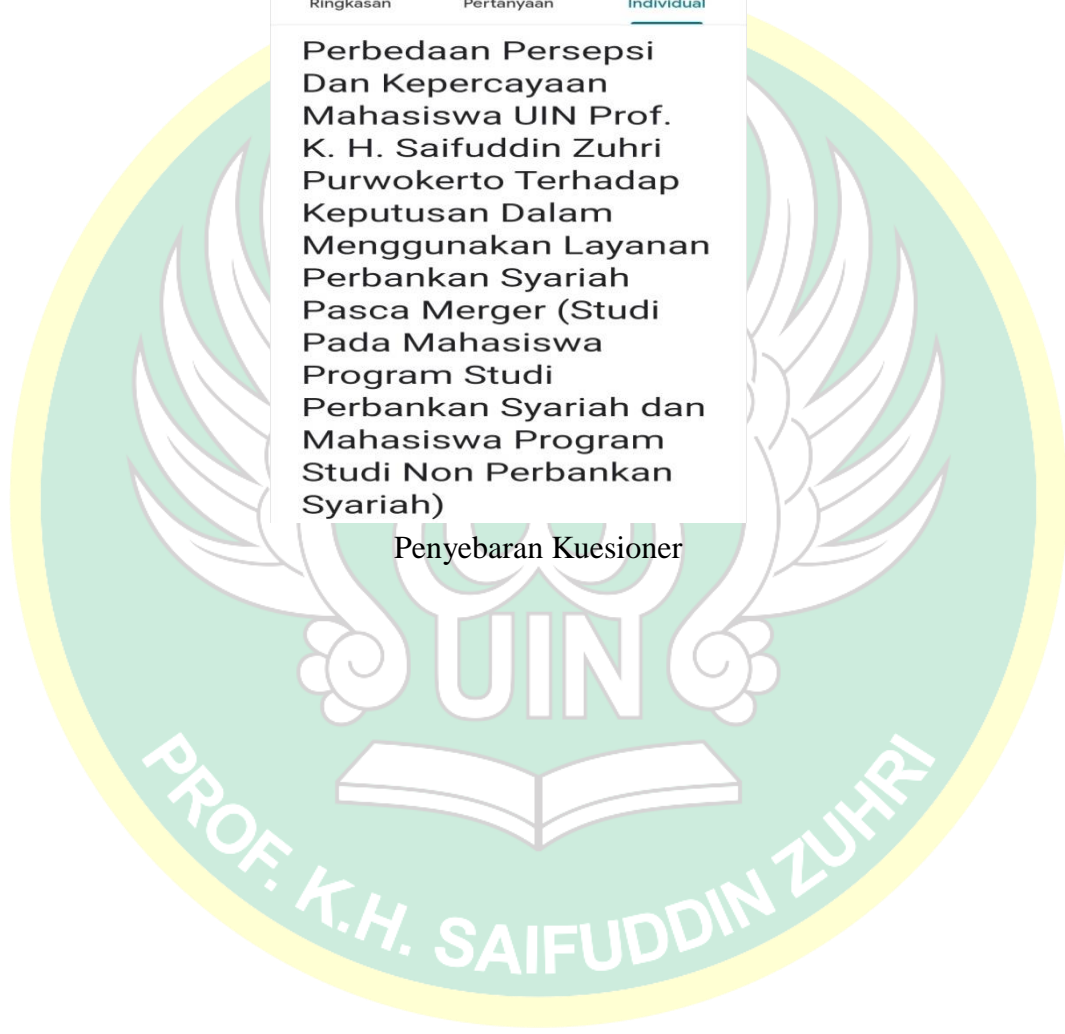 Ringkasan Pertanyaan Individual
Perbedaan Persepsi
Dan Kepercayaan
Mahasiswa UIN Prof.
K. H. Saifuddin Zuhri
Purwokerto Terhadap
Keputusan Dalam
Menggunakan Layanan
Perbankan Syariah
Pasca Merger (Studi
Pada Mahasiswa
Program Studi
Perbankan Syariah dan
Mahasiswa Program
Studi Non Perbankan
Syariah)
Penyebaran Kuesioner
UIN
PROF. K.H. SAIFUDDIN ZUHRI